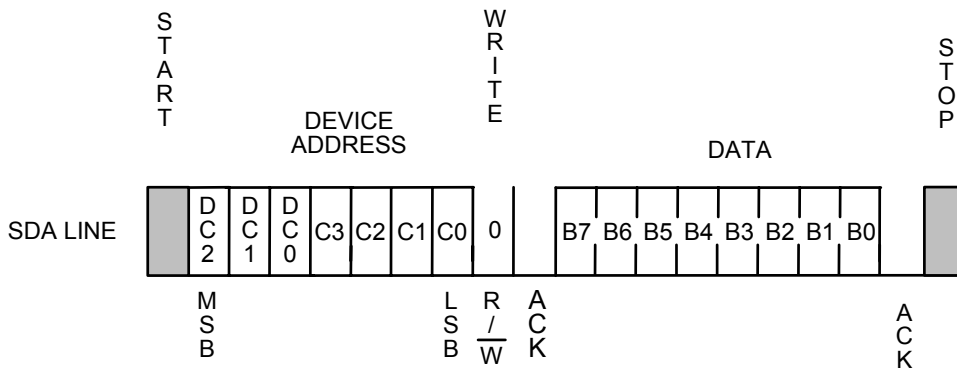 START
WRITE
STOP
DEVICE
ADDRESS
DATA
SDA LINE
DC2
DC1
DC0
C3
C2
C1
C0
0
B7
B6
B5
B4
B3
B2
B1
B0
MSB
LSB
R/W
ACK
ACK